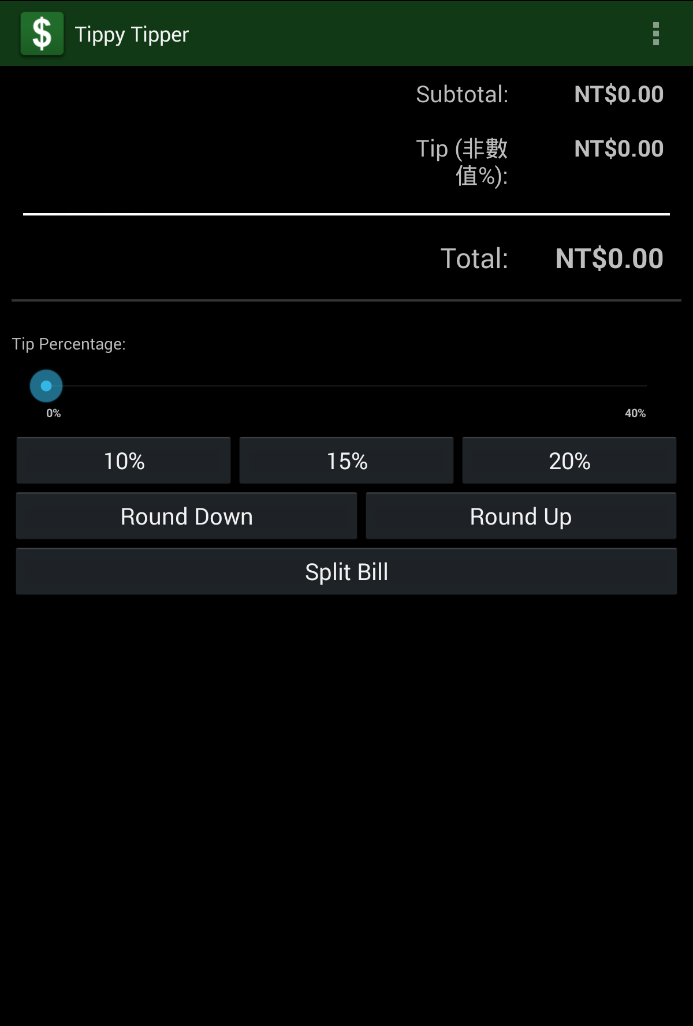 $ Tippy Tipper
Subtotal: NT$0.00
Tip (非數 NT$0.00
值%):
Total: NT$0.00
Tip Percentage:
0% 40%
10% 15% 20%
Round Down Round Up
Split Bill